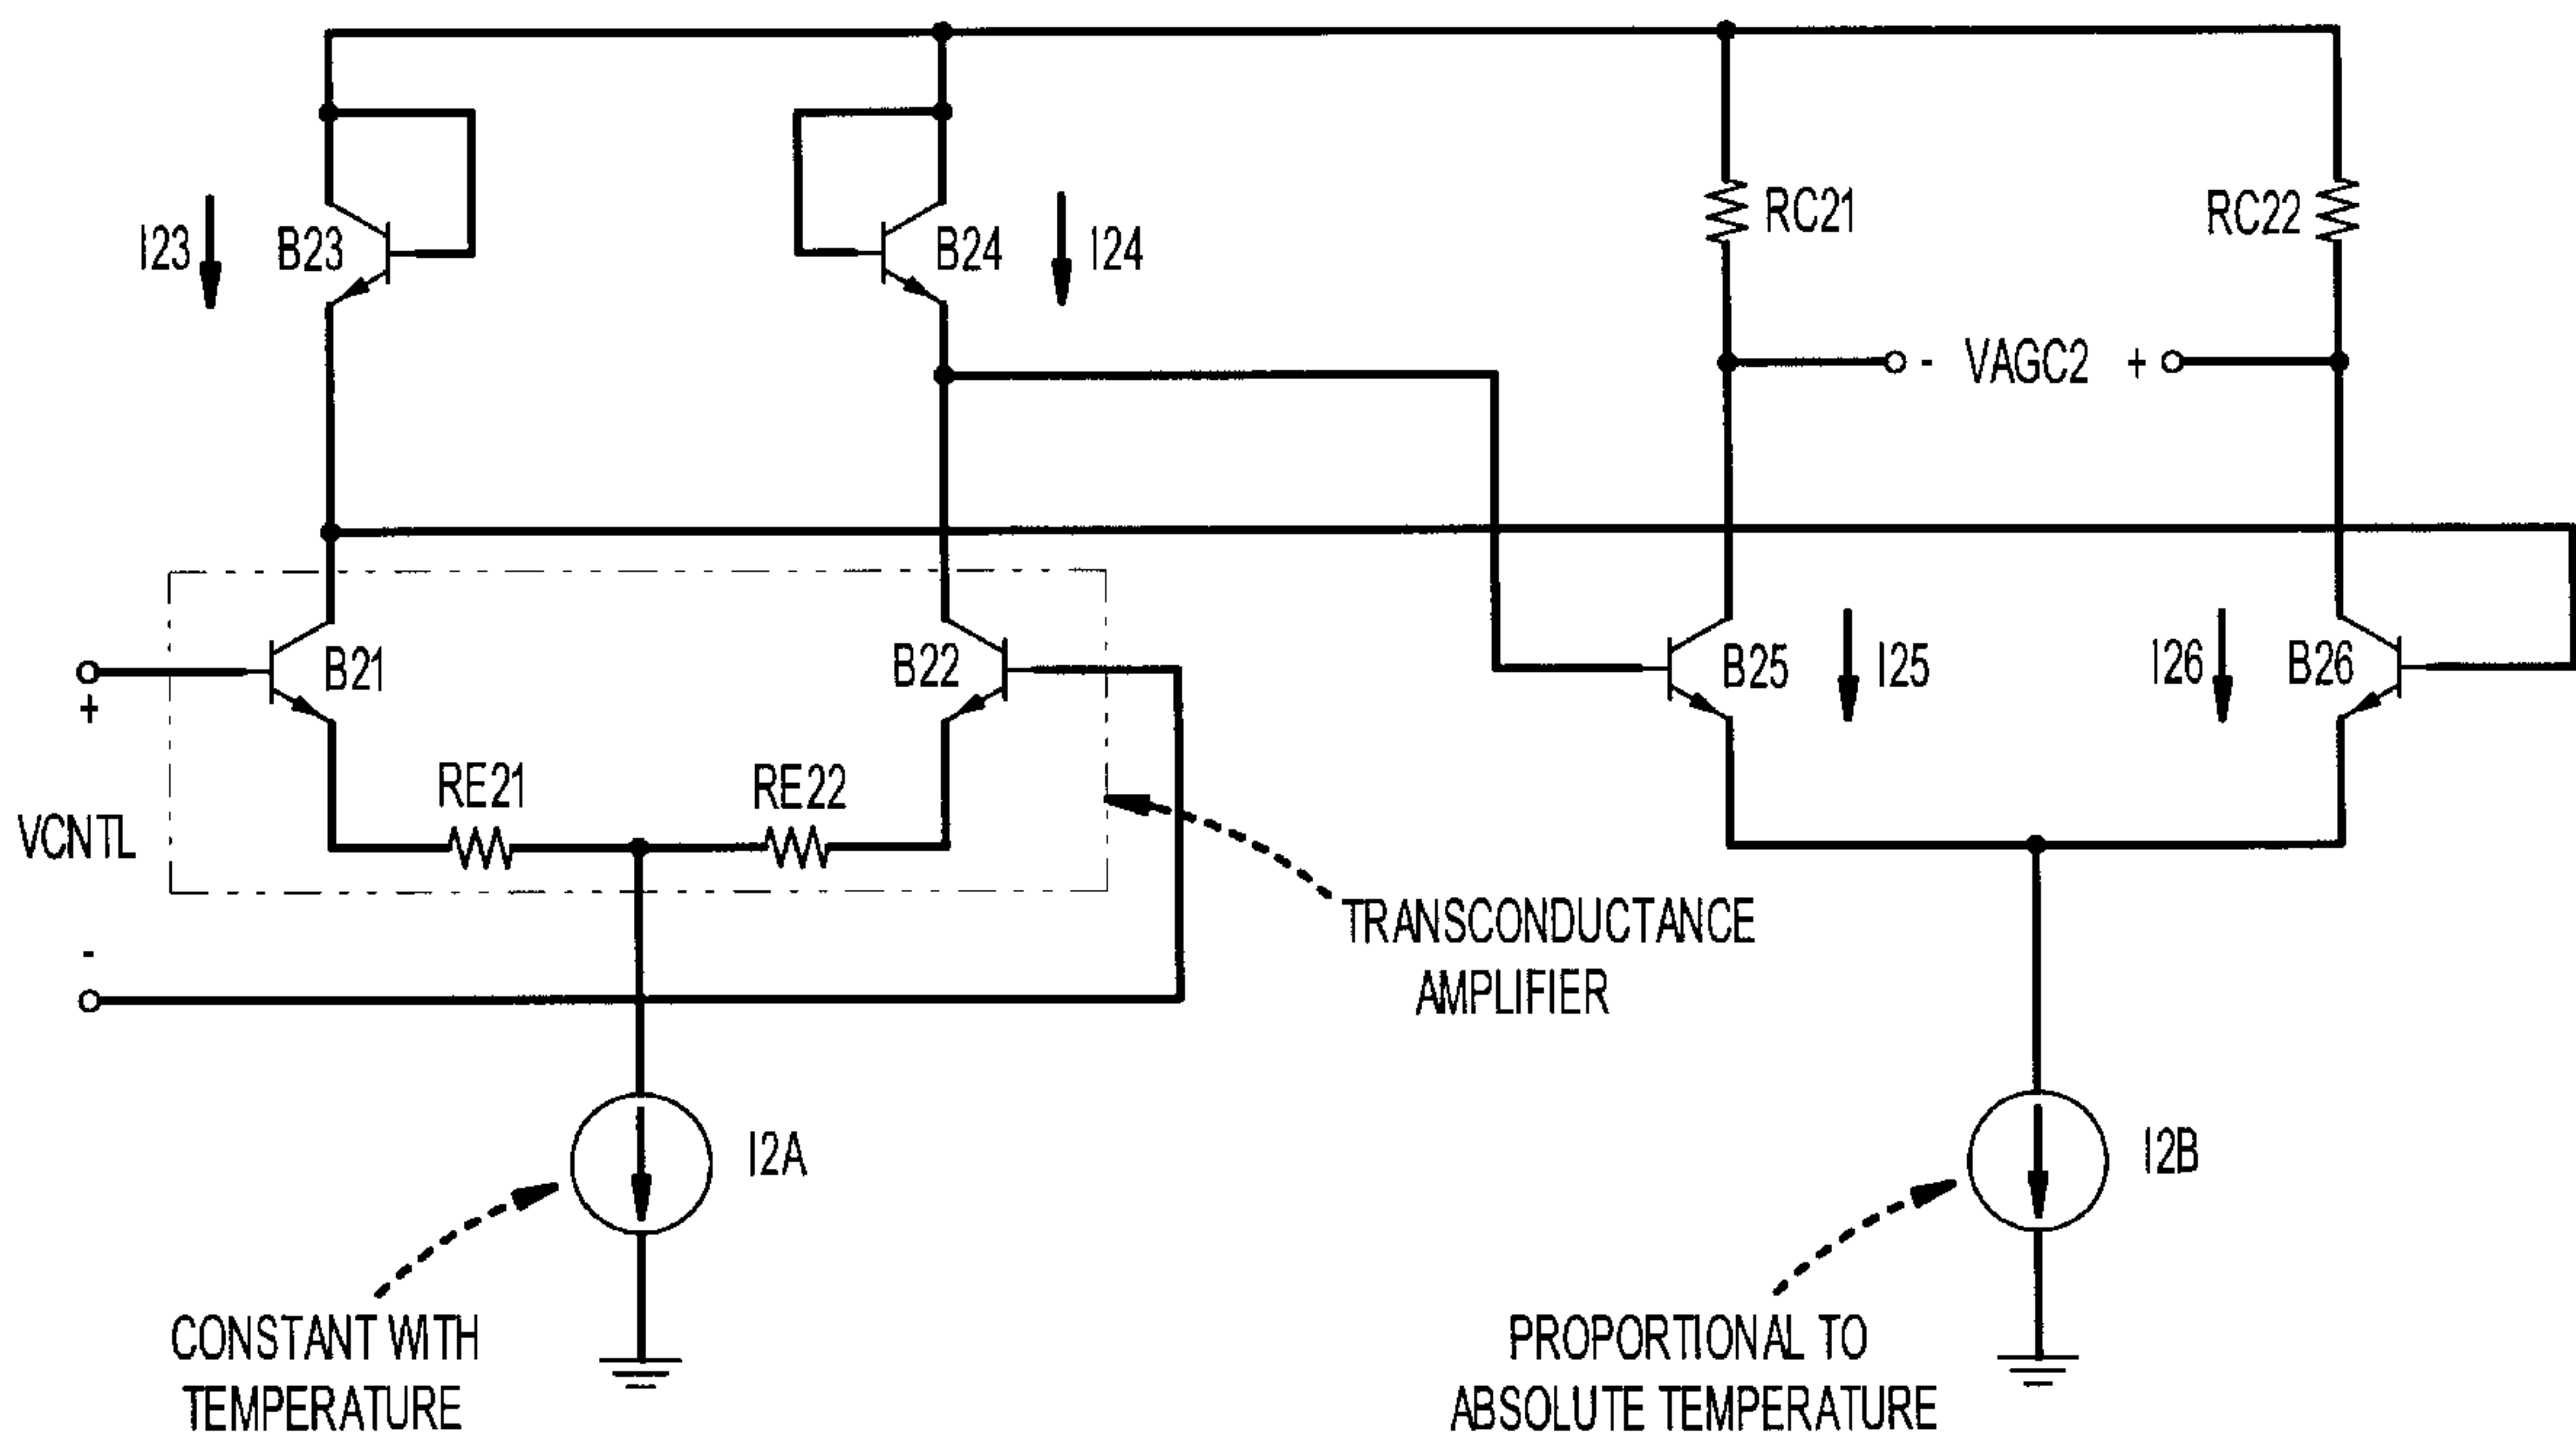 I23
B23
B24
I24
RC21
RC22
- VAGC2 +
B21
B22
B25
I25
I26
B26
+
RE21
RE22
VCNTL
TRANSCONDUCTANCE
AMPLIFIER
-
I2A
I2B
CONSTANT WITH
TEMPERATURE
PROPORTIONAL TO
ABSOLUTE TEMPERATURE